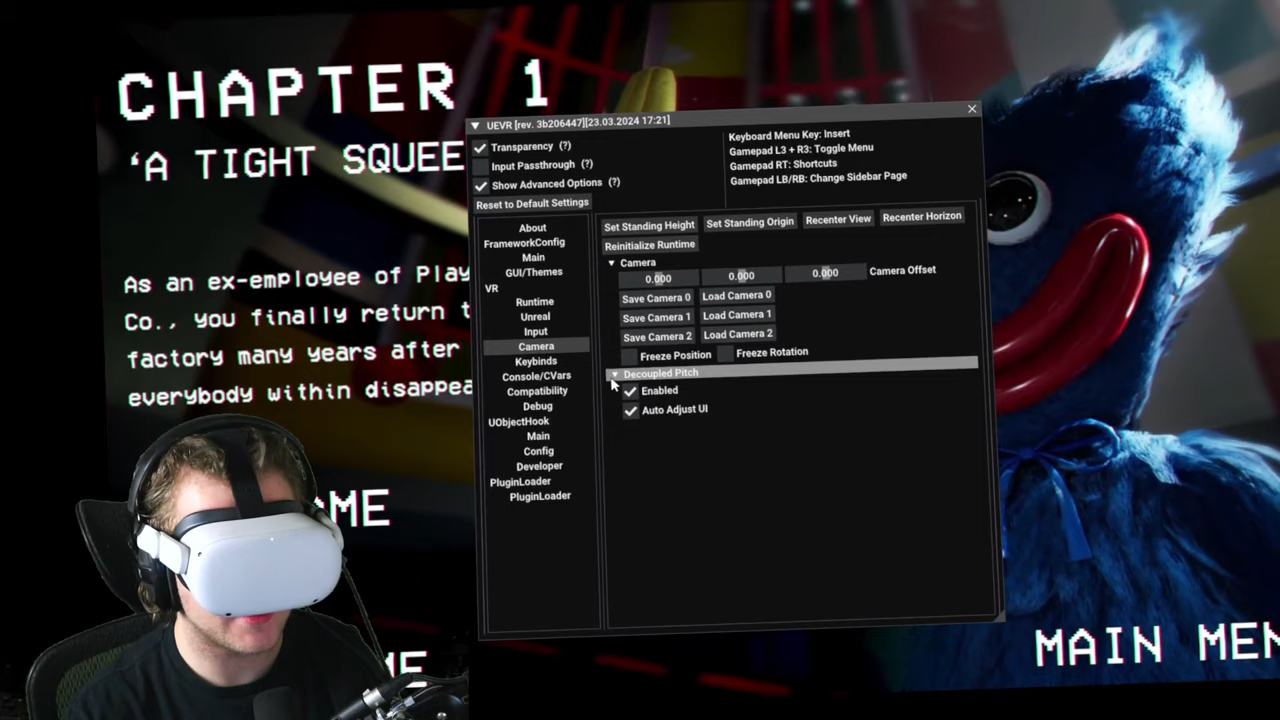 CHAPTER 1
'A TIGHT SQUEE
As an ex-employee of Play
Co., you finally return t
factory many years after
everybody within disappea
ME
ME
MAIN MEN
UEVR [rev. 3b206447][23.03.2024 17:21]
Transparency (?)
Input Passthrough (?)
Show Advanced Options (?)
Reset to Default Settings
Keyboard Menu Key: Insert
Gamepad L3 + R3: Toggle Menu
Gamepad RT: Shortcuts
Gamepad LB/RB: Change Sidebar Page
About
FrameworkConfig
Main
GUI/Themes
VR
Runtime
Unreal
Input
Camera
Keybinds
Console/CVars
Compatibility
Debug
UObjectHook
Main
Config
Developer
PluginLoader
PluginLoader
Set Standing Height Set Standing Origin Recenter View Recenter Horizon
Reinitialize Runtime
Camera
0.000 0.000 0.000 Camera Offset
Save Camera 0 Load Camera 0
Save Camera 1 Load Camera 1
Save Camera 2 Load Camera 2
Freeze Position Freeze Rotation
Decoupled Pitch
Enabled
Auto Adjust UI